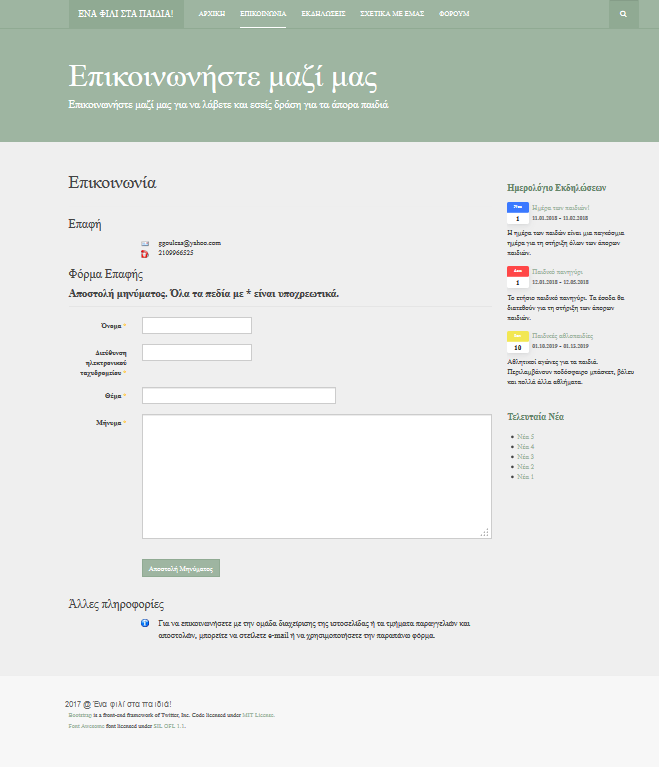 ΕΝΑ ΦΙΛΙ ΣΤΑ ΠΑΙΔΙΑ!
ΑΡΧΙΚΗ ΕΠΙΚΟΙΝΩΝΙΑ ΕΚΔΗΛΩΣΕΙΣ ΣΧΕΤΙΚΑ ΜΕ ΕΜΑΣ ΦΟΡΟΥΜ
Επικοινωνήστε μαζί μας
Επικοινωνήστε μαζί μας για να λάβετε και εσείς δράση για τα άπορα παιδιά
Επικοινωνία
Επαφή
ggoulcss@yahoo.com
2109966525
Φόρμα Επαφής
Αποστολή μηνύματος. Όλα τα πεδία με * είναι υποχρεωτικά.
Όνομα *
Διεύθυνση
ηλεκτρονικού
ταχυδρομείου *
Θέμα *
Μήνυμα *
Αποστολή Μηνύματος
Άλλες πληροφορίες
Για να επικοινωνήσετε με την ομάδα διαχείρισης της ιστοσελίδας ή τα τμήματα παραγγελιών και
αποστολών, μπορείτε να στείλετε e-mail ή να χρησιμοποιήσετε την παραπάνω φόρμα.
Ημερολόγιο Εκδηλώσεων
1
Ημέρα των παιδιών!
11.01.2018 - 13.02.2018
Η ημέρα των παιδιών είναι μια παγκόσμια
ημέρα για τη στήριξη όλων των άπορων
παιδιών.
1
Παιδικό πανηγύρι
12.01.2018 - 12.05.2018
Το ετήσιο παιδικό πανηγύρι. Τα έσοδα θα
διατεθούν για τη στήριξη των άπορων
παιδιών.
10
Παιδικές αθλοπαιδίες
01.10.2019 - 01.13.2019
Αθλητικοί αγώνες για τα παιδιά.
Περιλαμβάνουν ποδόσφαιρο μπάσκετ, βόλευ
και πολλά άλλα αθλήματα.
Τελευταία Νέα
Νέα 5
Νέα 4
Νέα 3
Νέα 2
Νέα 1
2017 @ Ένα φιλί στα παιδιά!
Bootstrap is a front-end framework of Twitter, Inc. Code licensed under MIT License.
Font Awesome font licensed under SIL OFL 1.1.